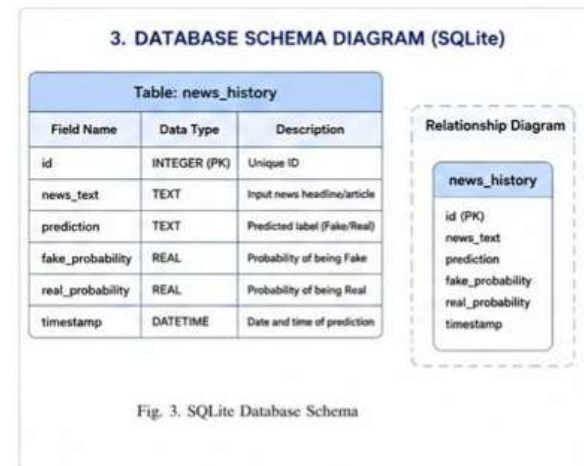 3. DATABASE SCHEMA DIAGRAM (SQLite)
Table: news_history
Field Name Data Type Description
id INTEGER (PK) Unique ID
news_text TEXT Input news headline/article
prediction TEXT Predicted label (Fake/Real)
fake_probability REAL Probability of being Fake
real_probability REAL Probability of being Real
timestamp DATETIME Date and time of prediction
Relationship Diagram
news_history
id (PK)
news_text
prediction
fake_probability
real_probability
timestamp
Fig. 3. SQLite Database Schema